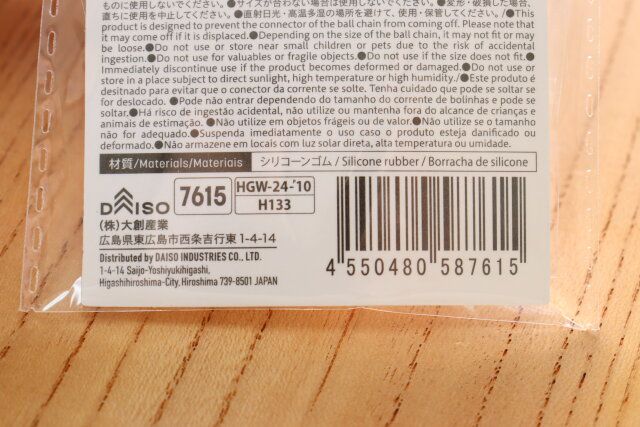 ものに使用しないでください。●サイズが合わない場合は使用しないでください。●変形・破損した場合、
直ちに使用を中止してください。●直射日光・高温多湿の場所を避けて、使用・保管してください。/●This
product is designed to prevent the connector of the ball chain from coming off. Please note that
it may come off if it is displaced.●Depending on the size of the ball chain, it may not fit or may
be loose.●Do not use or store near small children or pets due to the risk of accidental
ingestion.●Do not use for valuables or fragile objects.●Do not use if the size does not fit.●
Immediately discontinue use if the product becomes deformed or damaged.●Do not use or
store in a place subject to direct sunlight, high temperature or high humidity./●Este produto é
desitnado para evitar que o conector da corrente se solte. Tenha cuidado que pode se soltar se
for deslocado. ●Pode não entrar dependendo do tamanho do corrente de bolinhas e pode se
soltar.●Há risco de ingestão acidental, não utilize ou mantenha fora do alcance de crianças e
animais de estimação. ●Não utilize em objetos frágeis ou de valor.●Não utilize se o tamanho
não for adequado.●Suspenda imediatamente o uso caso o produto esteja danificado ou
deformado.●Não armazene em locais com luz solar direta, alta temperatura ou umidade.
材質/Materials/Materiais シリコーンゴム / Silicone rubber / Borracha de silicone
DAISO 7615 HGW-24-'10
H133
(株)大創産業
広島県東広島市西条吉行東1-4-14
Distributed by DAISO INDUSTRIES CO., LTD.
1-4-14 Saijo-Yoshiyukihigashi,
Higashihiroshima-City, Hiroshima 739-8501 JAPAN
4 550480 587615